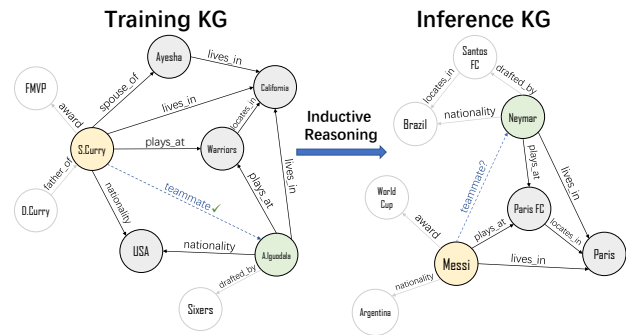 Training KG
Inference KG
Ayesha
lives_in
California
FMVP
award
spouse_of
lives_in
locates_in
S.Curry
plays_at
Warriors
father_of
D.Curry
nationality
teammate✓
plays_at
lives_in
USA
nationality
A.Iguodala
drafted_by
Sixers
Inductive
Reasoning
Santos
FC
drafted_by
locates_in
Brazil
nationality
Neymar
teammate?
plays_at
lives_in
World
Cup
award
Paris FC
plays_at
locates_in
Messi
lives_in
Paris
nationality
Argentina